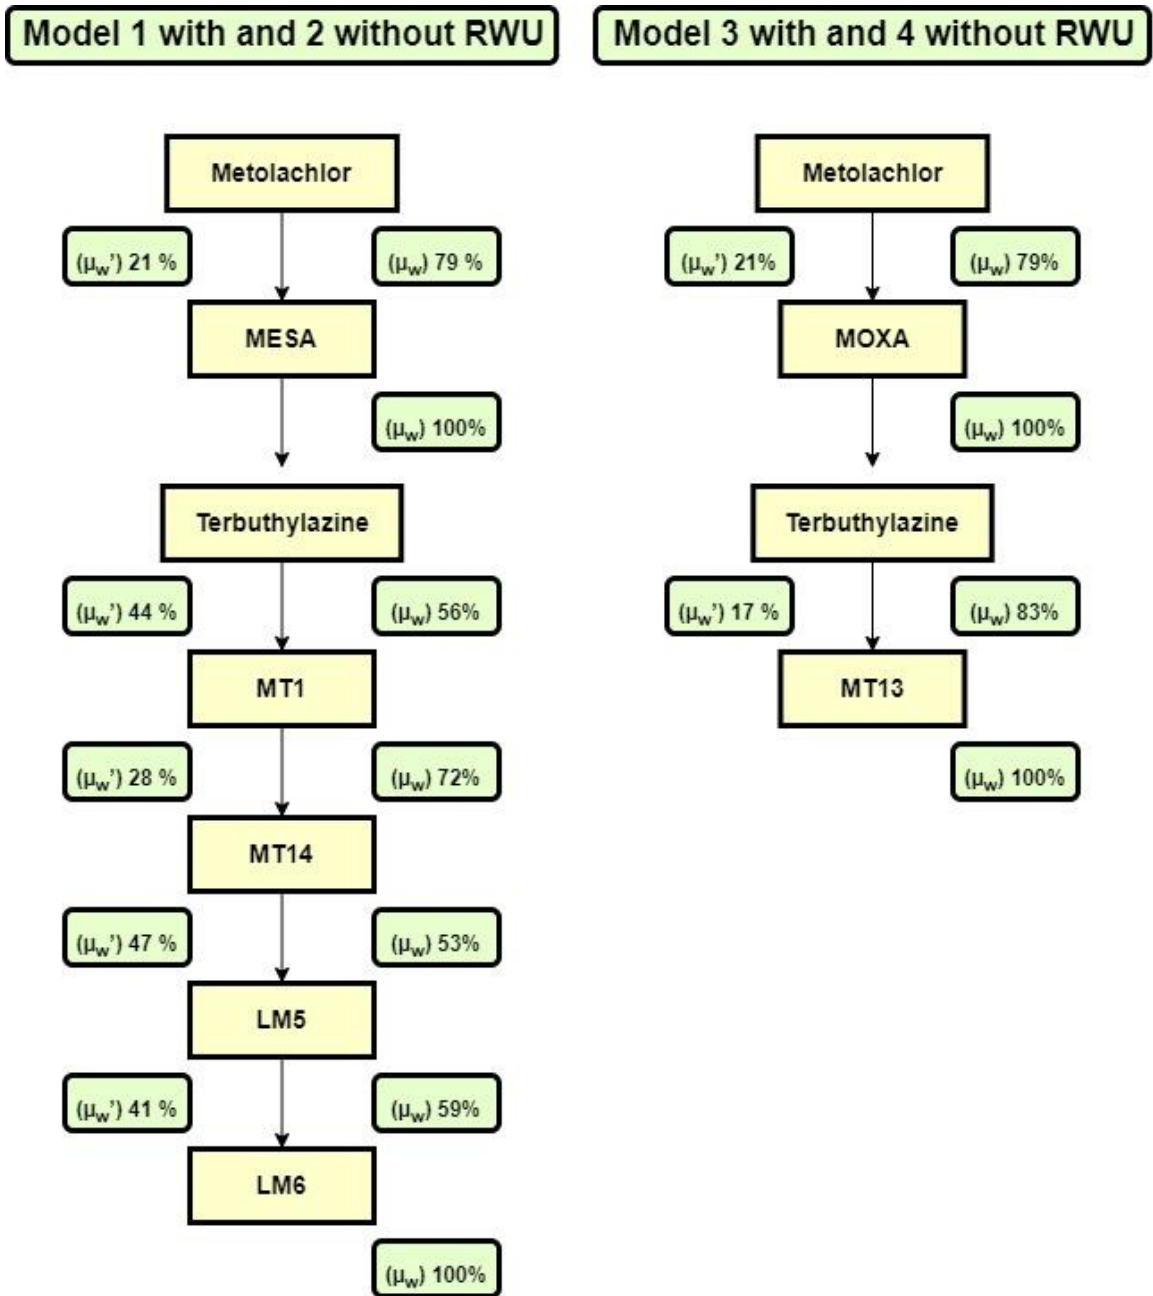 Model 1 with and 2 without RWU
Metolachlor
(μw') 21 %
(μw) 79 %
MESA
(μw) 100%
Terbuthylazine
(μw') 44 %
(μw) 56%
MT1
(μw') 28 %
(μw) 72%
MT14
(μw') 47 %
(μw) 53%
LM5
(μw') 41 %
(μw) 59%
LM6
(μw) 100%
Model 3 with and 4 without RWU
Metolachlor
(μw') 21%
(μw) 79%
MOXA
(μw) 100%
Terbuthylazine
(μw') 17 %
(μw) 83%
MT13
(μw) 100%